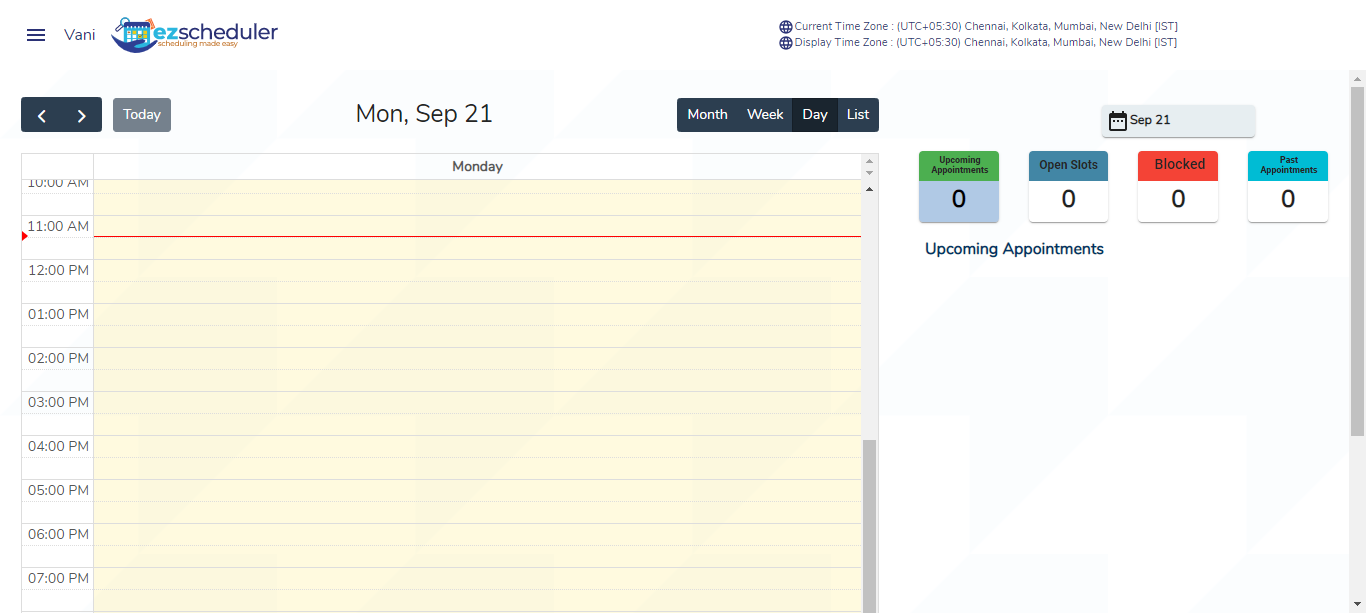 Vani
ezscheduler
scheduling made easy
Current Time Zone : (UTC+05:30) Chennai, Kolkata, Mumbai, New Delhi [IST]
Display Time Zone : (UTC+05:30) Chennai, Kolkata, Mumbai, New Delhi [IST]
Today
Mon, Sep 21
Month Week Day List
Sep 21
Monday
Upcoming Appointments
0
Open Slots
0
Blocked
0
Past Appointments
0
Upcoming Appointments
10:00 AM
11:00 AM
12:00 PM
01:00 PM
02:00 PM
03:00 PM
04:00 PM
05:00 PM
06:00 PM
07:00 PM